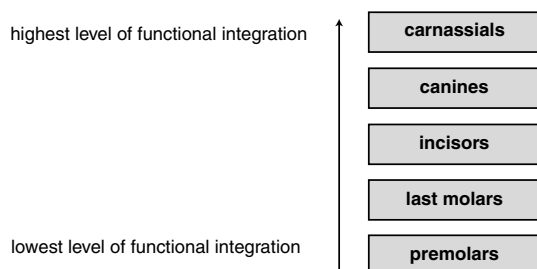 highest level of functional integration
carnassials
canines
incisors
last molars
lowest level of functional integration
premolars